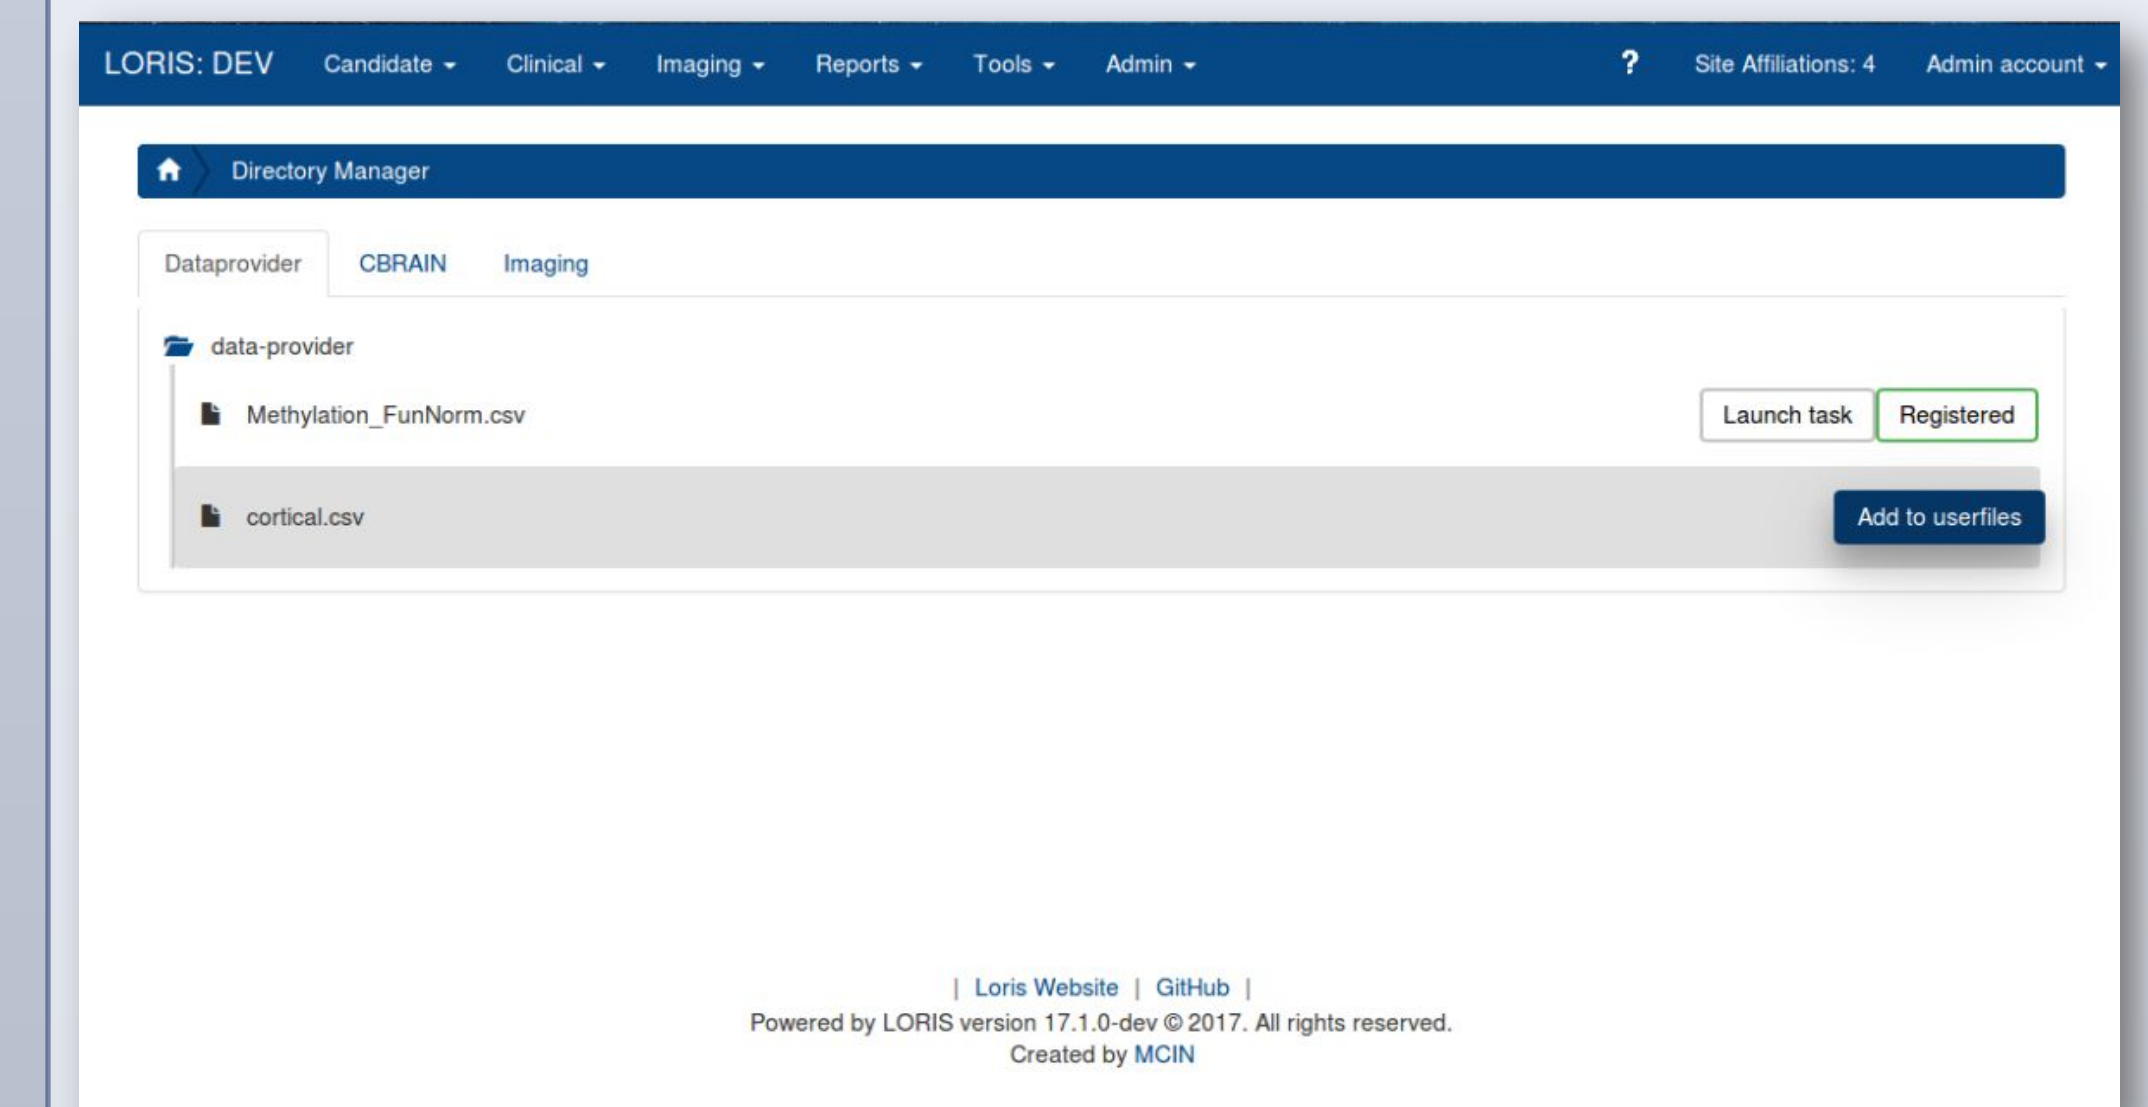 LORIS: DEV Candidate Clinical Imaging Reports Tools Admin ? Site Affiliations: 4 Admin account
Directory Manager
Dataprovider CBRAIN Imaging
data-provider
Methylation_FunNorm.csv Launch task Registered
cortical.csv Add to userfiles
| Loris Website | GitHub |
Powered by LORIS version 17.1.0-dev © 2017. All rights reserved.
Created by MCIN